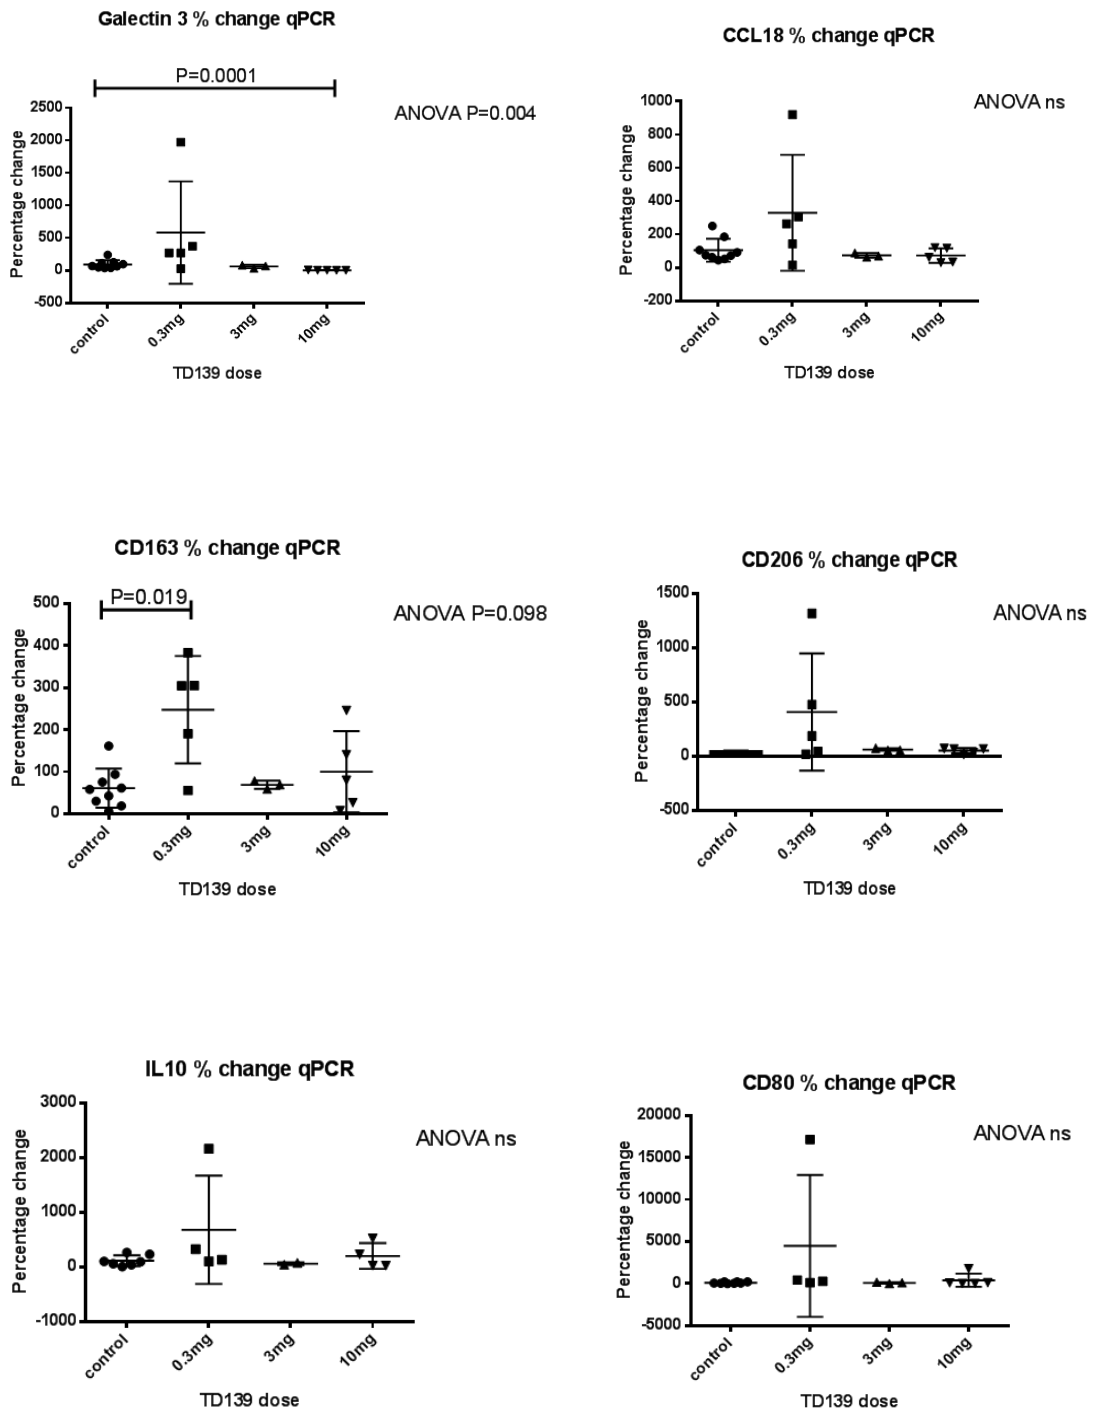 Galectin 3 % change qPCR
P=0.0001
ANOVA P=0.004
Percentage change
2500
2000
1500
1000
500
0
-500
control
0.3mg
3mg
10mg
TD139 dose
CCL18 % change qPCR
ANOVA ns
Percentage change
1000
800
600
400
200
0
-200
control
0.3mg
3mg
10mg
TD139 dose
CD163 % change qPCR
P=0.019
ANOVA P=0.098
Percentage change
500
400
300
200
100
0
control
0.3mg
3mg
10mg
TD139 dose
CD206 % change qPCR
ANOVA ns
Percentage change
1500
1000
500
0
-500
control
0.3mg
3mg
10mg
TD139 dose
IL10 % change qPCR
ANOVA ns
Percentage change
3000
2000
1000
0
-1000
control
0.3mg
3mg
10mg
TD139 dose
CD80 % change qPCR
ANOVA ns
Percentage change
20000
15000
10000
5000
0
-5000
control
0.3mg
3mg
10mg
TD139 dose